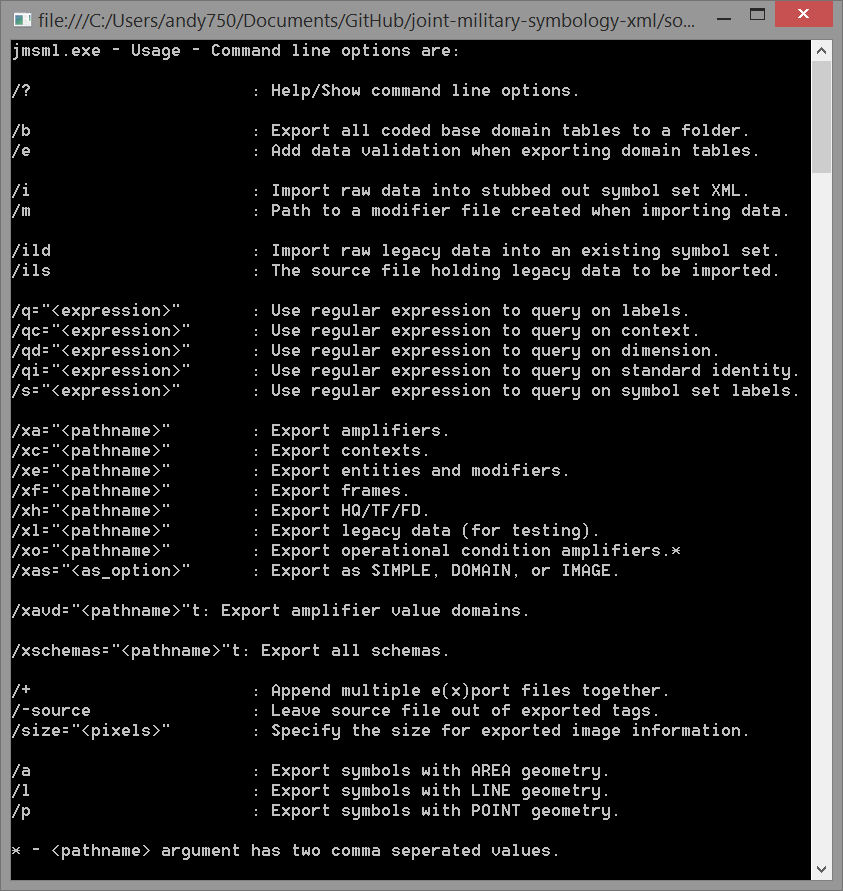 file:///C:/Users/andy750/Documents/GitHub/joint-military-symbology-xml/so...
jmsml.exe - Usage - Command line options are:
/? : Help/Show command line options.
/b : Export all coded base domain tables to a folder.
/e : Add data validation when exporting domain tables.
/i : Import raw data into stubbed out symbol set XML.
/m : Path to a modifier file created when importing data.
/ild : Import raw legacy data into an existing symbol set.
/ils : The source file holding legacy data to be imported.
/q="<expression>" : Use regular expression to query on labels.
/qc="<expression>" : Use regular expression to query on context.
/qd="<expression>" : Use regular expression to query on dimension.
/qi="<expression>" : Use regular expression to query on standard identity.
/s="<expression>" : Use regular expression to query on symbol set labels.
/xa="<pathname>" : Export amplifiers.
/xc="<pathname>" : Export contexts.
/xe="<pathname>" : Export entities and modifiers.
/xf="<pathname>" : Export frames.
/xh="<pathname>" : Export HQ/TF/FD.
/xl="<pathname>" : Export legacy data (for testing).
/xo="<pathname>" : Export operational condition amplifiers.*
/xas="<as_option>" : Export as SIMPLE, DOMAIN, or IMAGE.
/xavd="<pathname>"t: Export amplifier value domains.
/xschemas="<pathname>"t: Export all schemas.
/+ : Append multiple e(x)port files together.
/-source : Leave source file out of exported tags.
/size="<pixels>" : Specify the size for exported image information.
/a : Export symbols with AREA geometry.
/l : Export symbols with LINE geometry.
/p : Export symbols with POINT geometry.
* - <pathname> argument has two comma seperated values.